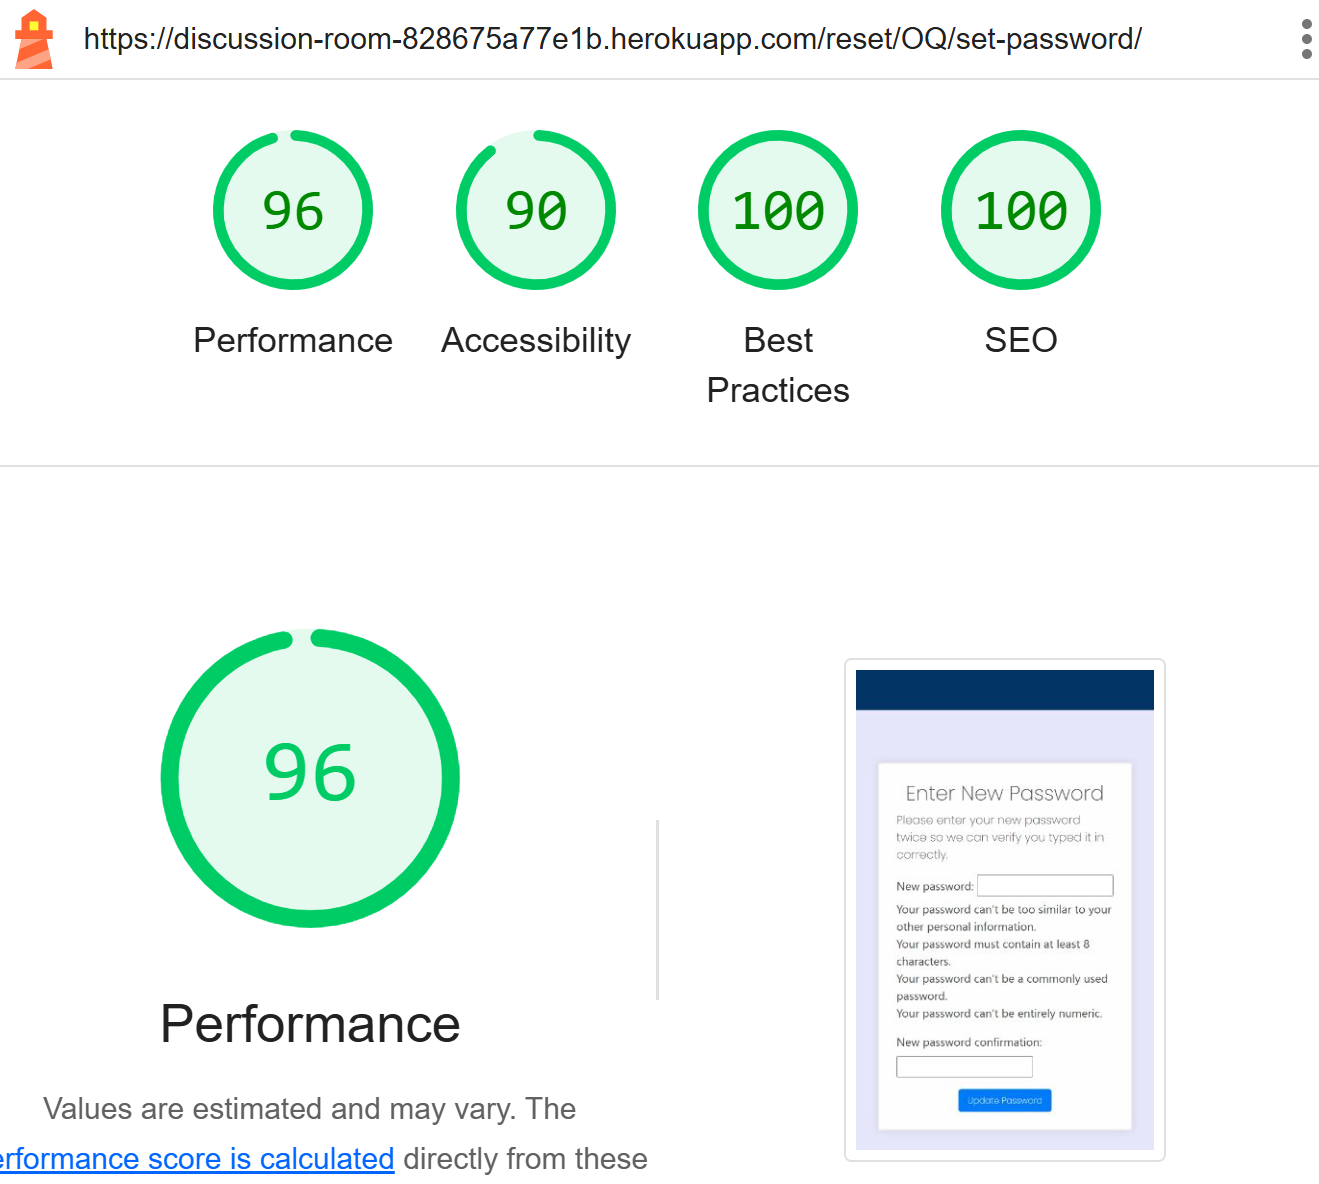 https://discussion-room-828675a77e1b.herokuapp.com/reset/OQ/set-password/
96
90
100
100
Performance
Accessibility
Best
Practices
SEO
96
Performance
Values are estimated and may vary. The
erformance score is calculated directly from these
Enter New Password
Please enter your new password
twice so we can verify you typed it in
correctly.
New password:
Your password can't be too similar to your
other personal information.
Your password must contain at least 8
characters.
Your password can't be a commonly used
password.
Your password can't be entirely numeric.
New password confirmation:
Update Password